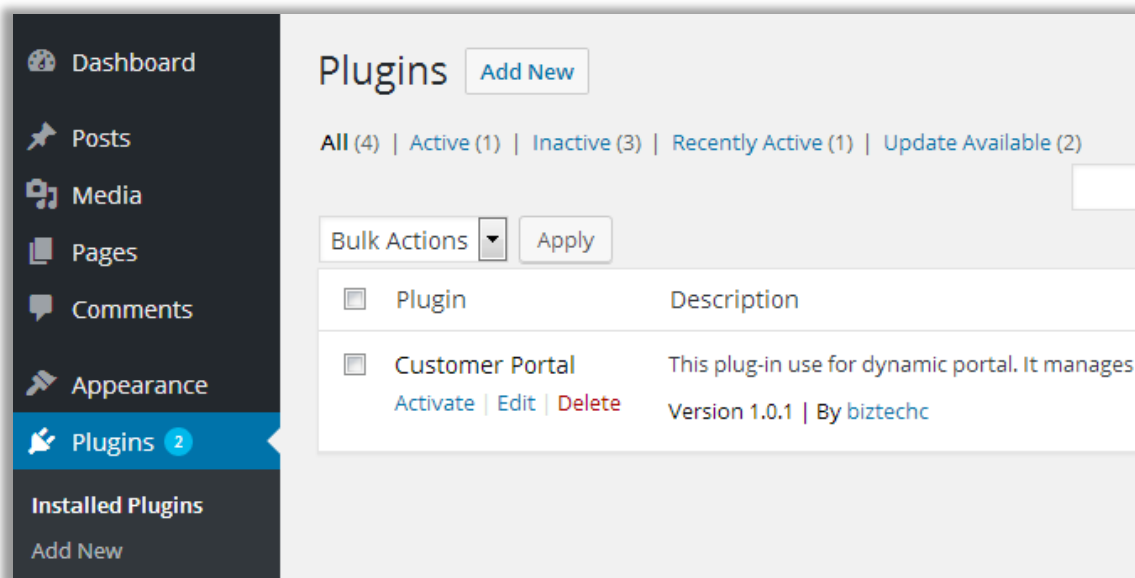 Dashboard
Posts
Media
Pages
Comments
Appearance
Plugins 2
Installed Plugins
Add New
Plugins Add New
All (4) | Active (1) | Inactive (3) | Recently Active (1) | Update Available (2)
Bulk Actions Apply
Plugin Description
Customer Portal This plug-in use for dynamic portal. It manages
Activate | Edit | Delete Version 1.0.1 | By biztechc